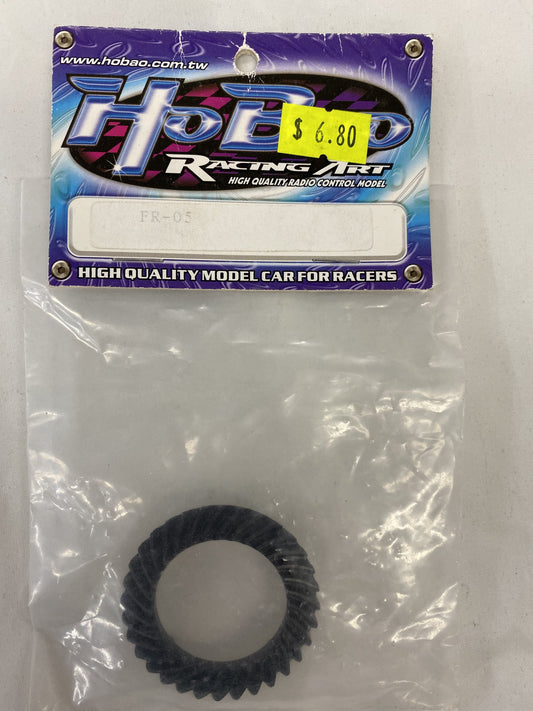 www.hobao.com.tw
HoBao
$ 6.80
Racing Art
HIGH QUALITY RADIO CONTROL MODEL
FR-05
HIGH QUALITY MODEL CAR FOR RACERS